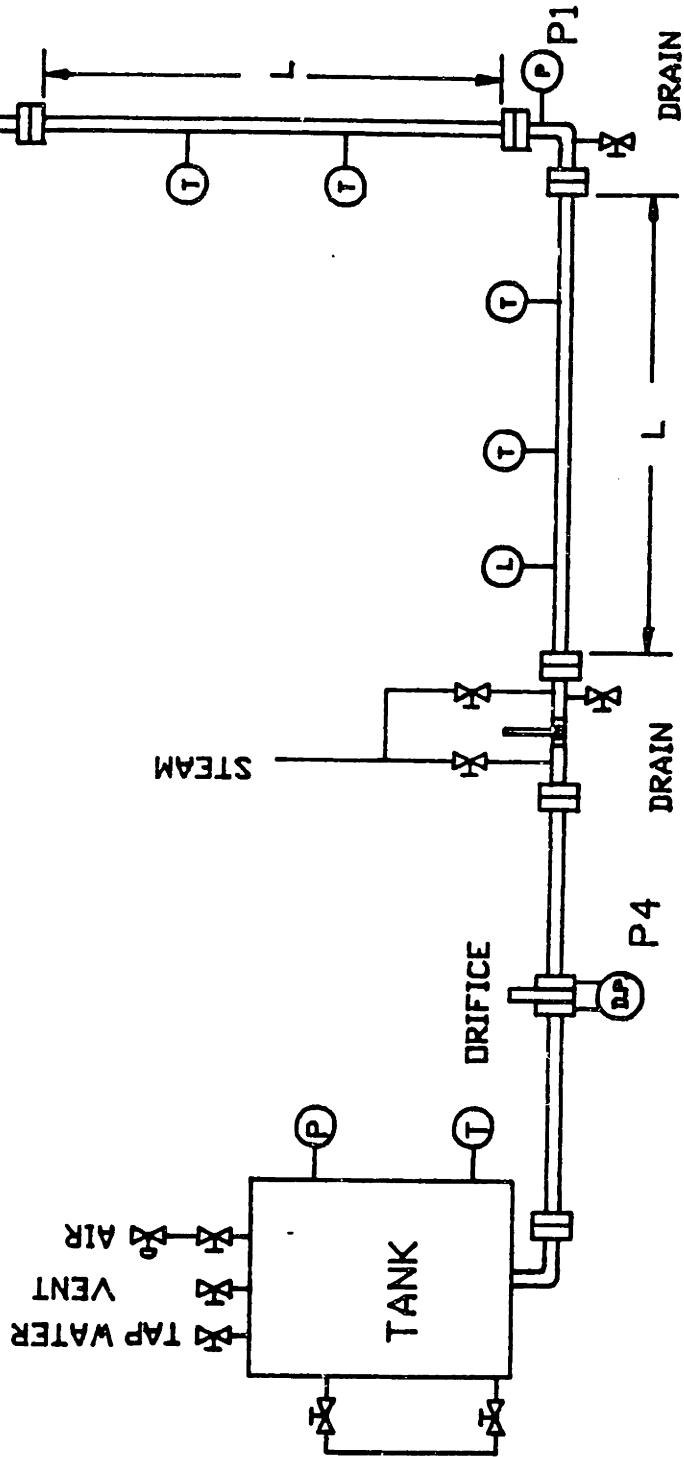 L
P
P1
T
T
DRAIN
T
T
L
L
STEAM
DRAIN
ORIFICE
D.P
P4
P
T
AIR
VENT
TAP WATER
TANK